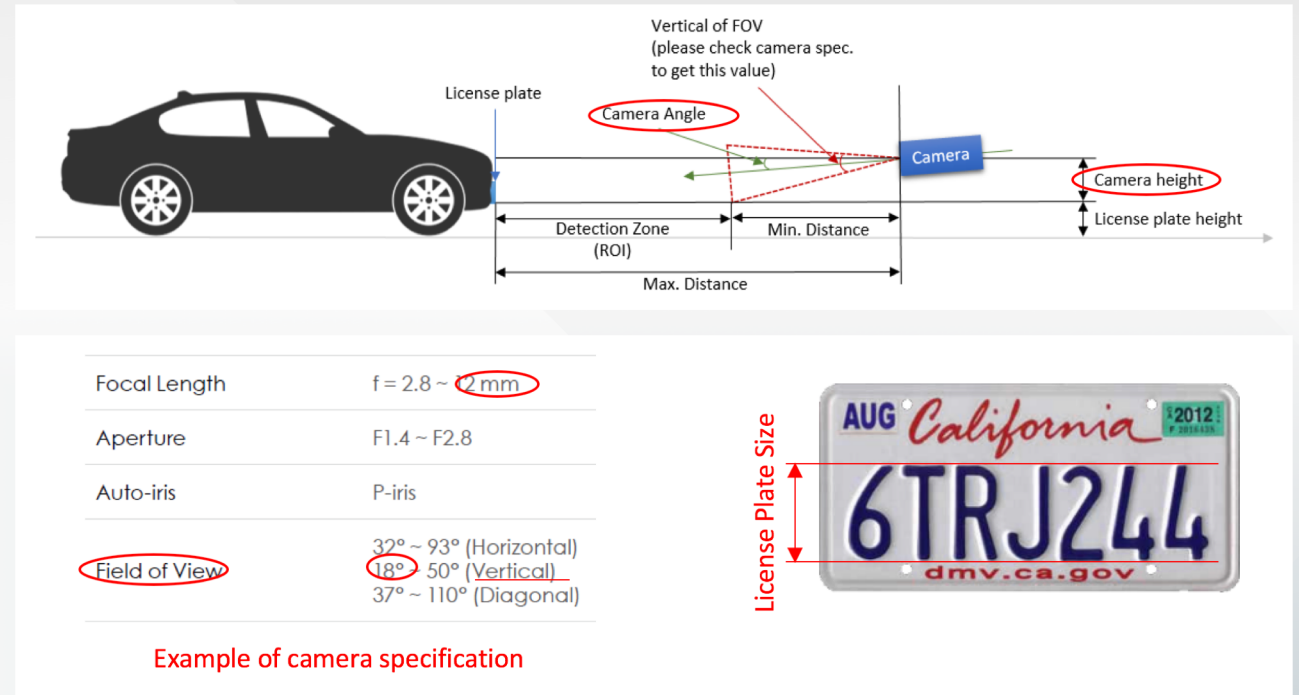 Vertical of FOV
(please check camera spec.
to get this value)
License plate
Camera Angle
Camera
Camera height
License plate height
Detection Zone
(ROI)
Min. Distance
Max. Distance
Focal Length
f = 2.8 ~ 12 mm
Aperture
F1.4 ~ F2.8
Auto-iris
P-iris
Field of View
32° ~ 93° (Horizontal)
18° ~ 50° (Vertical)
37° ~ 110° (Diagonal)
Example of camera specification
License Plate Size
AUG
California
2012
6TRJ244
dmv.ca.gov